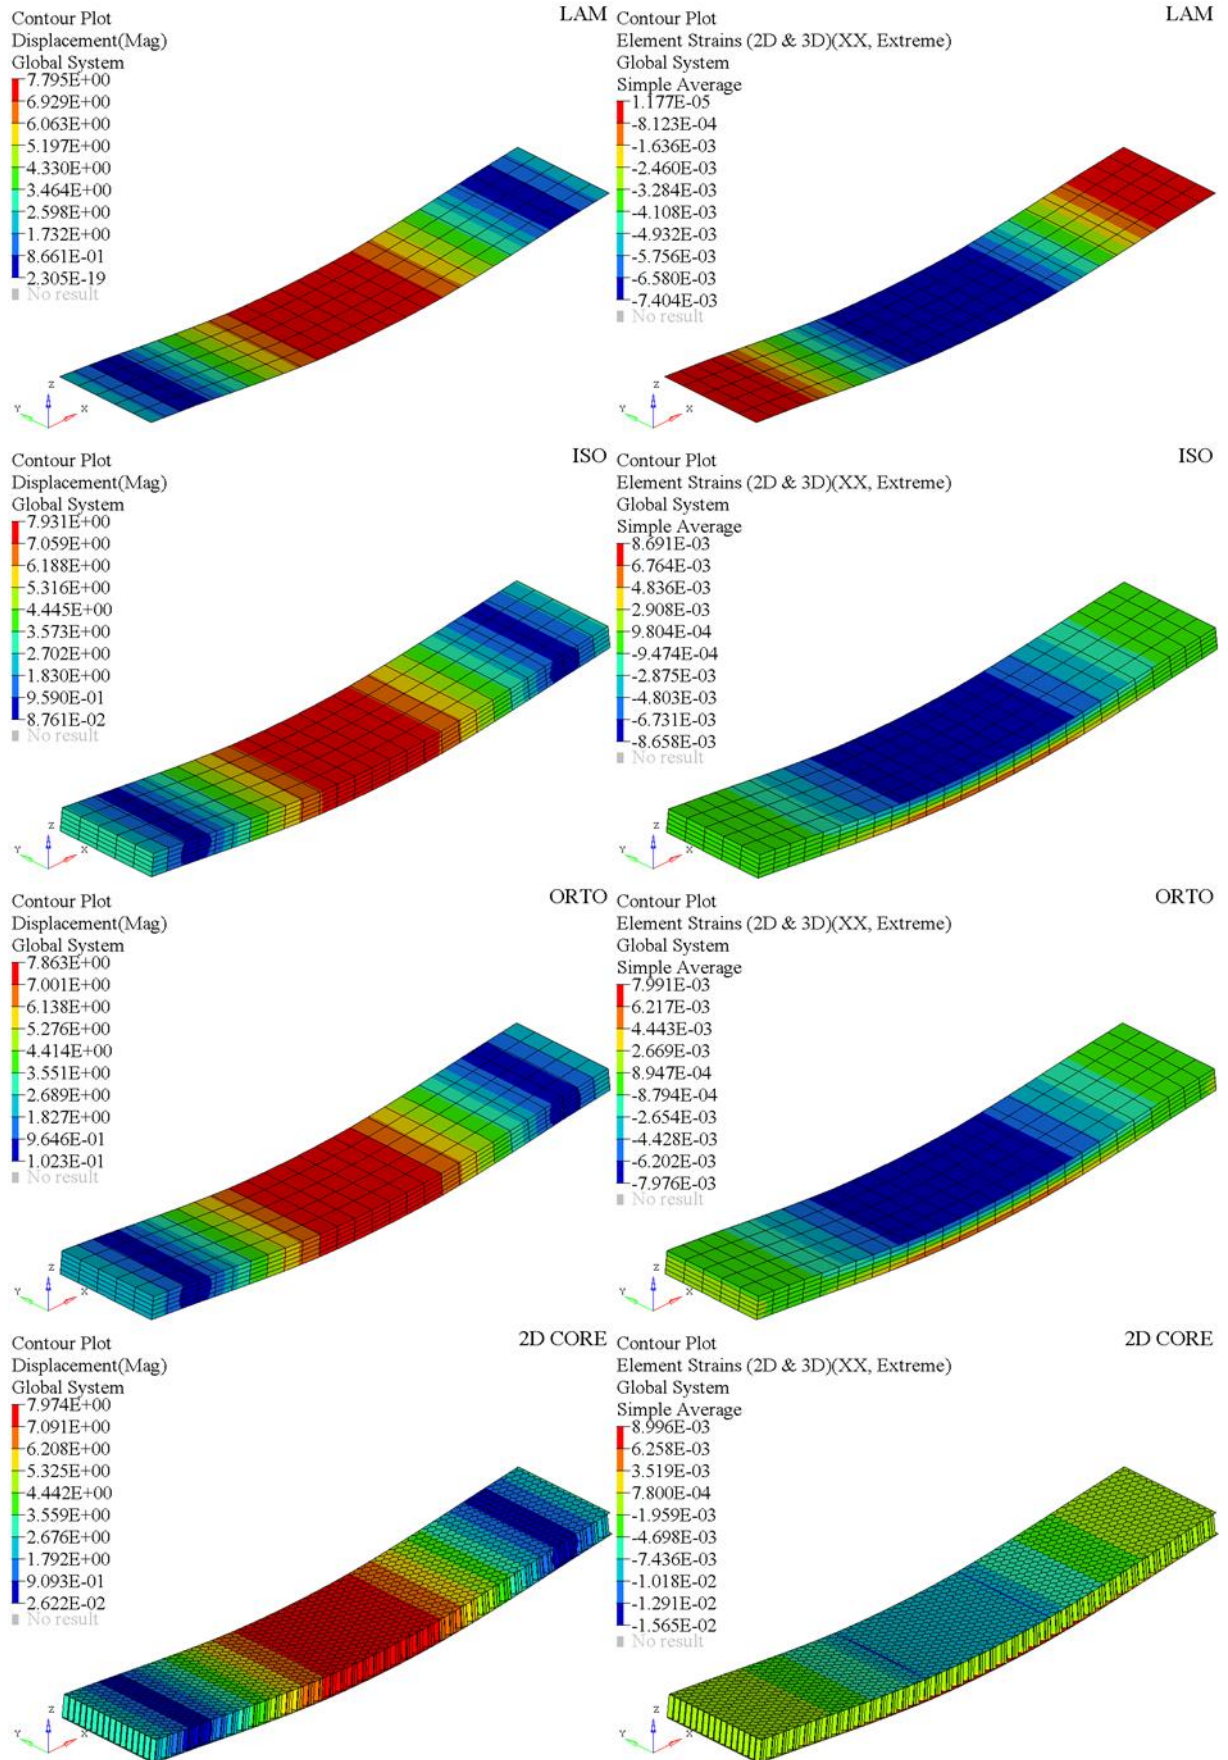 Contour Plot
LAM
Displacement(Mag)
Global System
7.795E+00
6.929E+00
6.063E+00
5.197E+00
4.330E+00
3.464E+00
2.598E+00
1.732E+00
8.661E-01
2.305E-19
No result
Z
Y
X
Contour Plot
LAM
Element Strains (2D & 3D)(XX, Extreme)
Global System
Simple Average
1.177E-05
-8.123E-04
-1.636E-03
-2.460E-03
-3.284E-03
-4.108E-03
-4.932E-03
-5.756E-03
-6.580E-03
-7.404E-03
No result
Z
Y
X
Contour Plot
ISO
Displacement(Mag)
Global System
7.931E+00
7.059E+00
6.188E+00
5.316E+00
4.445E+00
3.573E+00
2.702E+00
1.830E+00
9.590E-01
8.761E-02
No result
Z
Y
X
Contour Plot
ISO
Element Strains (2D & 3D)(XX, Extreme)
Global System
Simple Average
8.691E-03
6.764E-03
4.836E-03
2.908E-03
9.804E-04
-9.474E-04
-2.875E-03
-4.803E-03
-6.731E-03
-8.658E-03
No result
Z
Y
X
Contour Plot
ORTO
Displacement(Mag)
Global System
7.863E+00
7.001E+00
6.138E+00
5.276E+00
4.414E+00
3.551E+00
2.689E+00
1.827E+00
9.646E-01
1.023E-01
No result
Z
Y
X
Contour Plot
ORTO
Element Strains (2D & 3D)(XX, Extreme)
Global System
Simple Average
7.991E-03
6.217E-03
4.443E-03
2.669E-03
8.947E-04
-8.794E-04
-2.654E-03
-4.428E-03
-6.202E-03
-7.976E-03
No result
Z
Y
X
Contour Plot
2D CORE
Displacement(Mag)
Global System
7.974E+00
7.091E+00
6.208E+00
5.325E+00
4.442E+00
3.559E+00
2.676E+00
1.792E+00
9.093E-01
2.622E-02
No result
Z
Y
X
Contour Plot
2D CORE
Element Strains (2D & 3D)(XX, Extreme)
Global System
Simple Average
8.996E-03
6.258E-03
3.519E-03
7.800E-04
-1.959E-03
-4.698E-03
-7.436E-03
-1.018E-02
-1.291E-02
-1.565E-02
No result
Z
Y
X